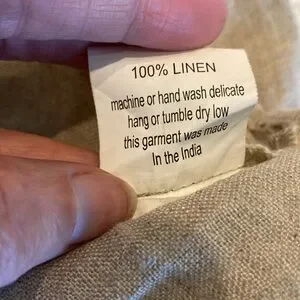 100% LINEN
machine or hand wash delicate
hang or tumble dry low
this garment was made
In the India